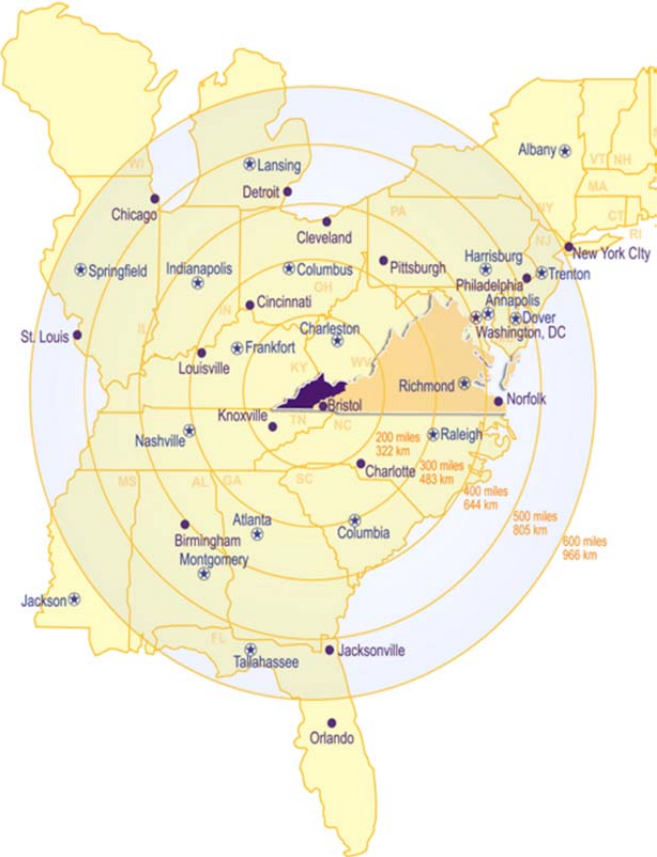 Albany
VT
NH
WI
Lansing
MA
Detroit
Chicago
NY
CT
PA
RI
Cleveland
NJ
New York CIty
Harrisburg
Pittsburgh
Springfield
Indianapolis
Columbus
Trenton
Philadelphia
OH
Annapolis
Cincinnati
IN
Dover
IL
Charleston
Washington, DC
St. Louis
Frankfort
WV
Louisville
KY
Richmond
Bristol
Norfolk
Knoxville
TN
NC
Nashville
Raleigh
200 miles
322 km
Charlotte
300 miles
483 km
MS
AL
GA
SC
400 miles
644 km
Atlanta
500 miles
805 km
Columbia
Birmingham
600 miles
966 km
Montgomery
Jackson
FL
Jacksonville
Tallahassee
Orlando